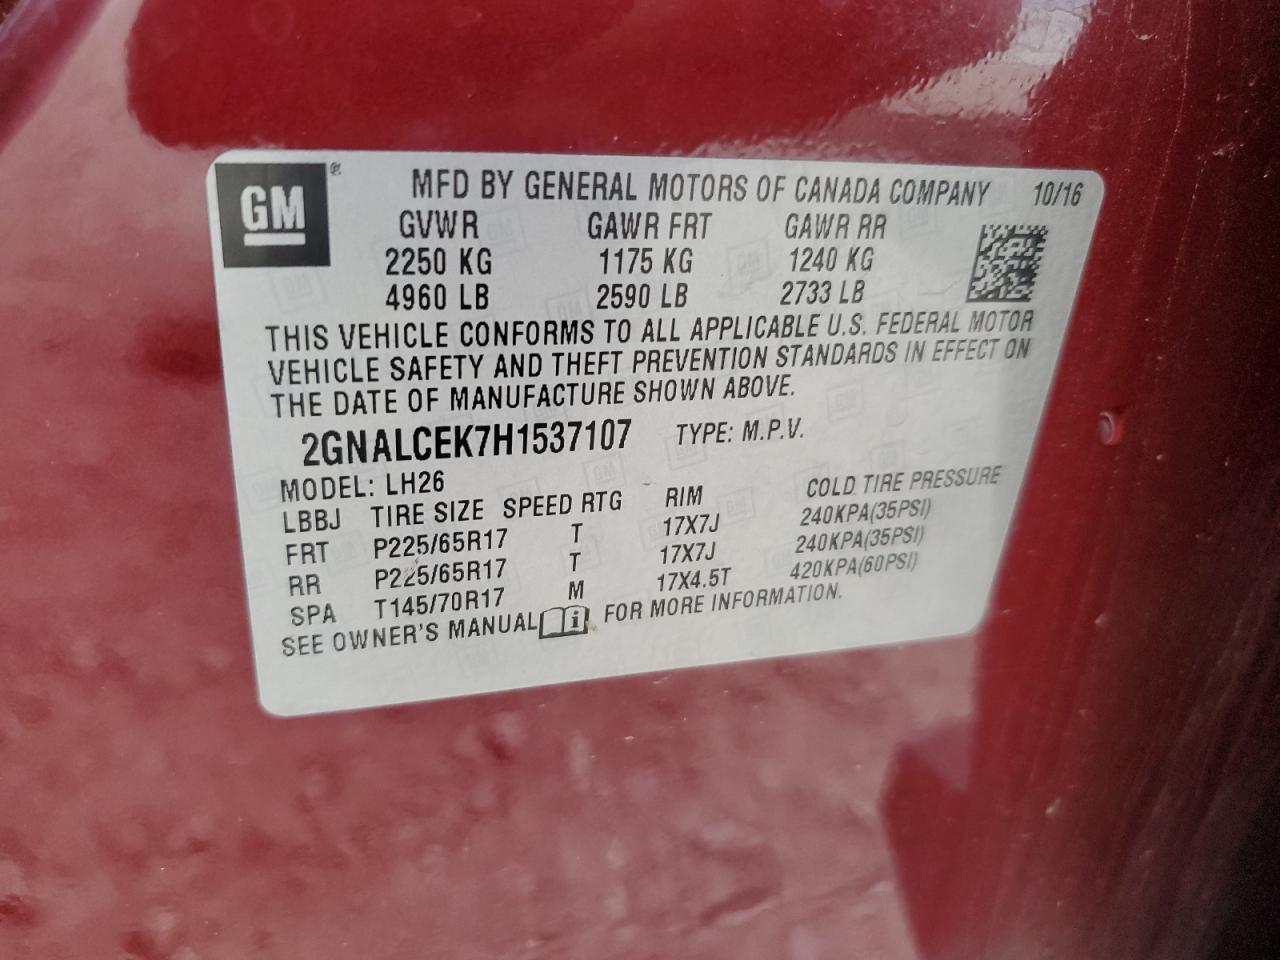 GM ® MFD BY GENERAL MOTORS OF CANADA COMPANY 10/16
GVWR GAWR FRT GAWR RR
2250 KG 1175 KG 1240 KG
4960 LB 2590 LB 2733 LB
THIS VEHICLE CONFORMS TO ALL APPLICABLE U.S. FEDERAL MOTOR
VEHICLE SAFETY AND THEFT PREVENTION STANDARDS IN EFFECT ON
THE DATE OF MANUFACTURE SHOWN ABOVE.
2GNALCEK7H1537107 TYPE: M.P.V.
MODEL: LH26
LBBJ TIRE SIZE SPEED RTG RIM COLD TIRE PRESSURE
FRT P225/65R17 T 17X7J 240KPA(35PSI)
RR P225/65R17 T 17X7J 240KPA(35PSI)
SPA T145/70R17 M 17X4.5T 420KPA(60PSI)
SEE OWNER'S MANUAL i FOR MORE INFORMATION.